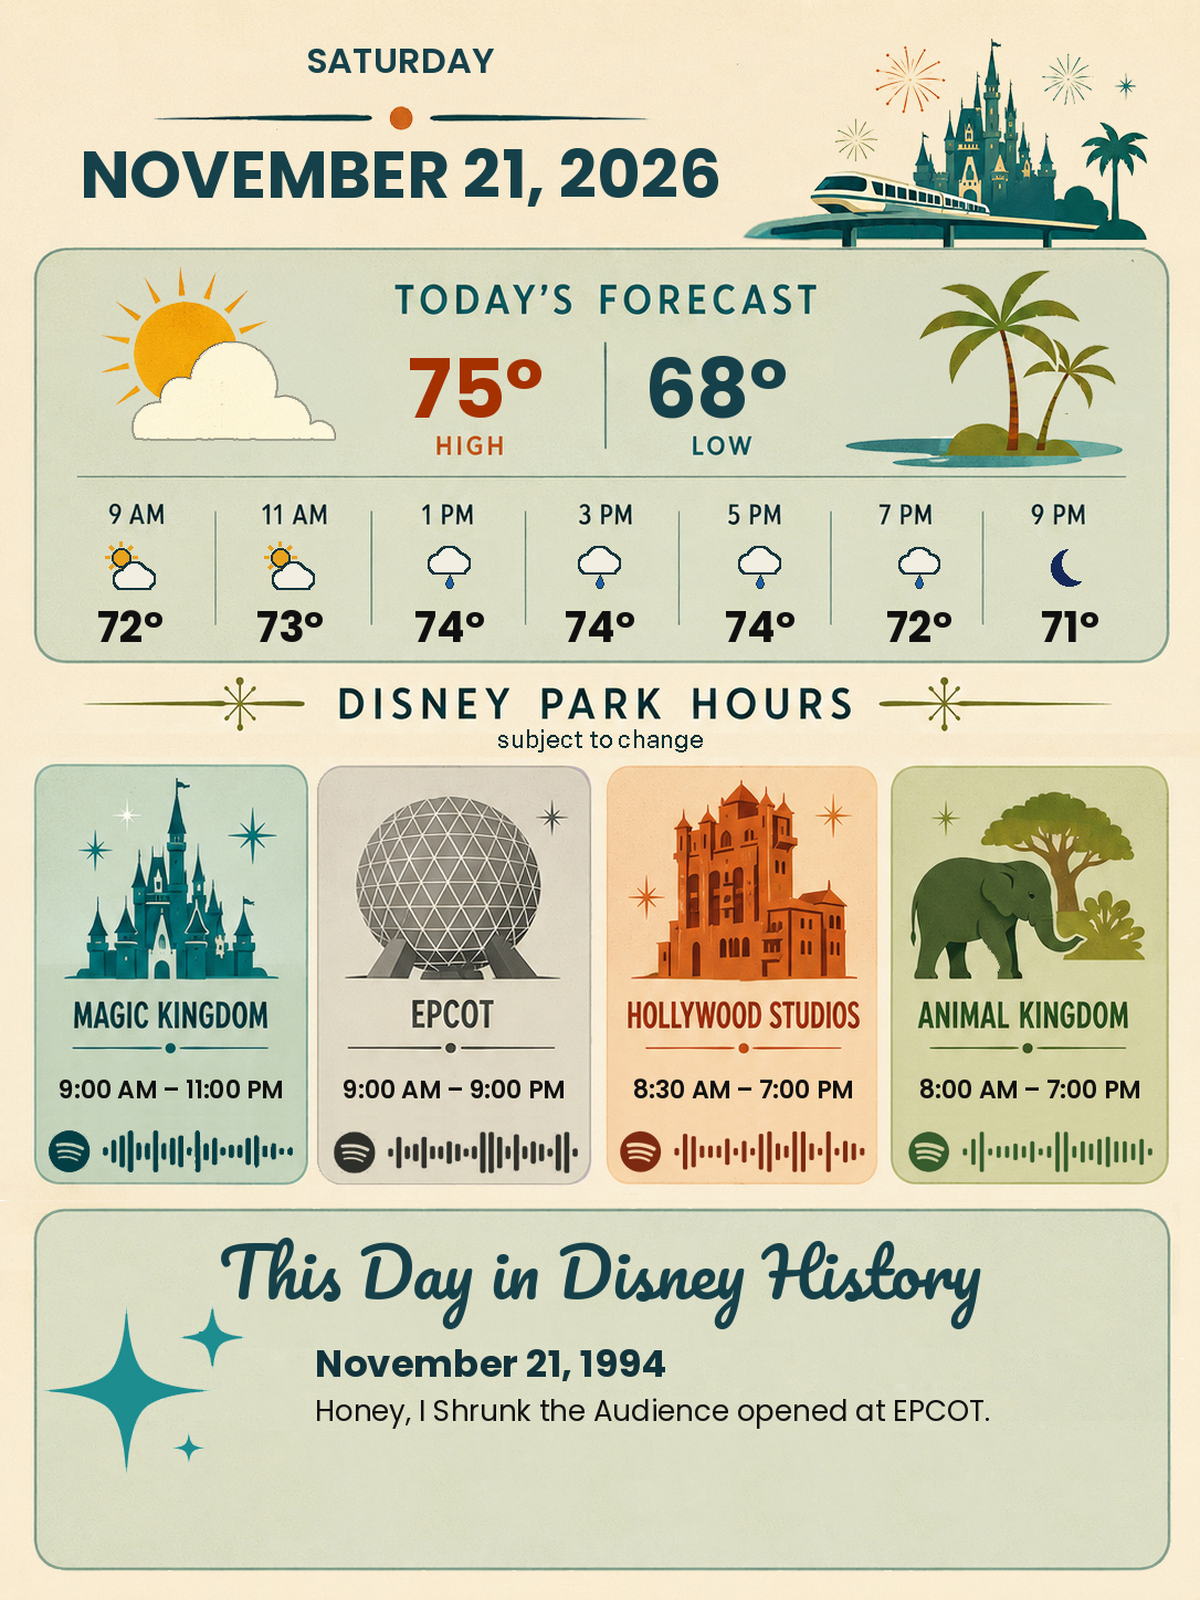 SATURDAY
NOVEMBER 21, 2026
TODAY'S FORECAST
75° 68°
HIGH LOW
9 AM 11 AM 1 PM 3 PM 5 PM 7 PM 9 PM
72° 73° 74° 74° 74° 72° 71°
DISNEY PARK HOURS
subject to change
MAGIC KINGDOM
9:00 AM – 11:00 PM
EPCOT
9:00 AM – 9:00 PM
HOLLYWOOD STUDIOS
8:30 AM – 7:00 PM
ANIMAL KINGDOM
8:00 AM – 7:00 PM
This Day in Disney History
November 21, 1994
Honey, I Shrunk the Audience opened at EPCOT.